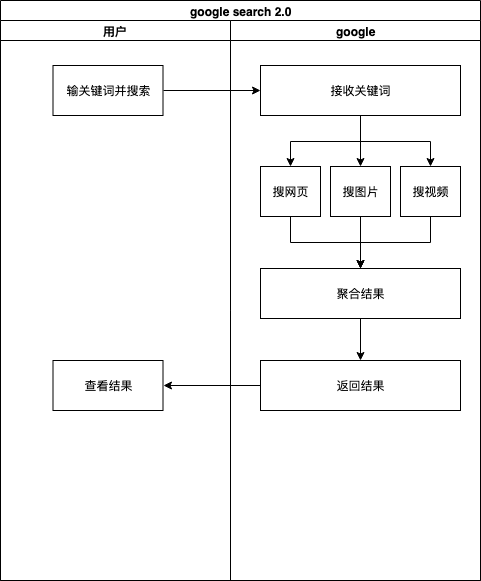 google search 2.0
用户
google
输关键词并搜索
接收关键词
搜网页
搜图片
搜视频
聚合结果
查看结果
返回结果